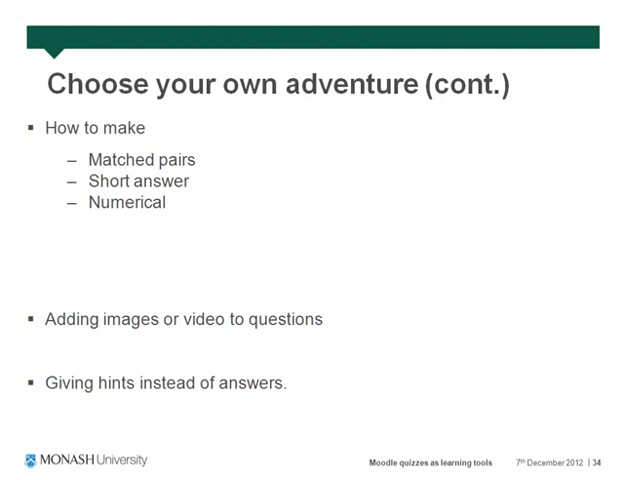 Choose your own adventure (cont.)
▪ How to make
– Matched pairs
– Short answer
– Numerical
▪ Adding images or video to questions
▪ Giving hints instead of answers.
MONASH University
Moodle quizzes as learning tools 7th December 2012 | 34